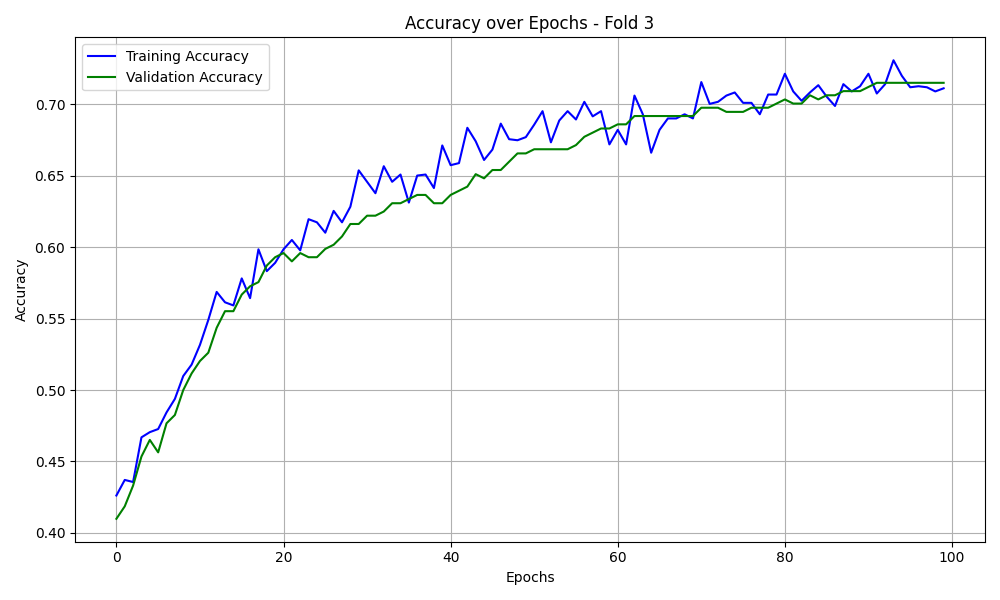 Accuracy over Epochs - Fold 3
Training Accuracy
Validation Accuracy
0.70
0.65
0.60
0.55
0.50
0.45
0.40
Accuracy
0 20 40 60 80 100
Epochs